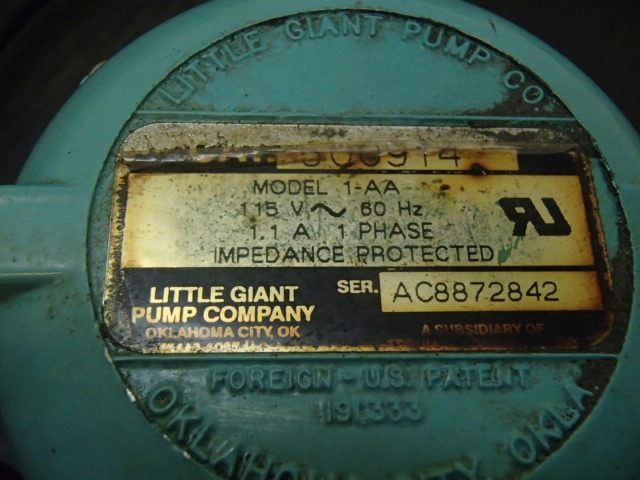 LITTLE GIANT PUMP CO.
MODEL 1-AA
115 V ~ 60 Hz
1.1 A 1 PHASE
IMPEDANCE PROTECTED
RU
LITTLE GIANT
PUMP COMPANY
OKLAHOMA CITY, OK
SER. AC8872842
A SUBSIDIARY OF
FOREIGN - U.S. PATENT
191333
OKLAHOMA CITY OKLA